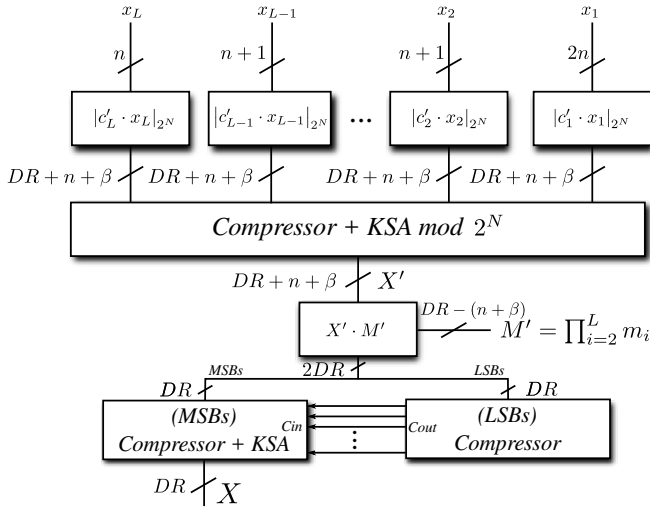 x_L x_{L−1} x_2 x_1
n n + 1 n + 1 2n
|c′_L · x_L|_{2^N} |c′_{L−1} · x_{L−1}|_{2^N} ... |c′_2 · x_2|_{2^N} |c′_1 · x_1|_{2^N}
DR + n + β DR + n + β DR + n + β DR + n + β
Compressor + KSA mod 2^N
DR + n + β X′
X′ · M′ DR − (n + β) M′ = ∏_{i=2}^{L} m_i
2DR
MSBs LSBs
DR DR
(MSBs) (LSBs)
Cin Cout
Compressor + KSA Compressor
DR X